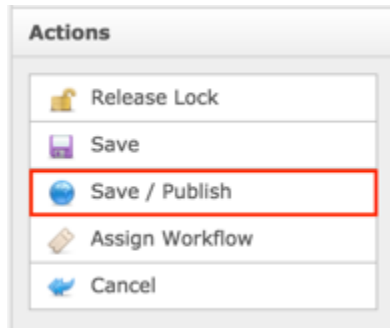 Actions
Release Lock
Save
Save / Publish
Assign Workflow
Cancel